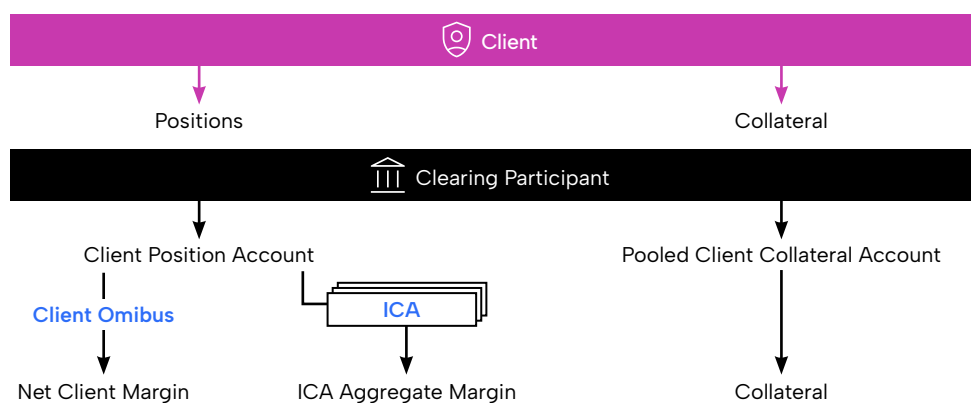 Client
Positions
Collateral
Clearing Participant
Client Position Account
Pooled Client Collateral Account
ICA
Client Omibus
Net Client Margin
ICA Aggregate Margin
Collateral